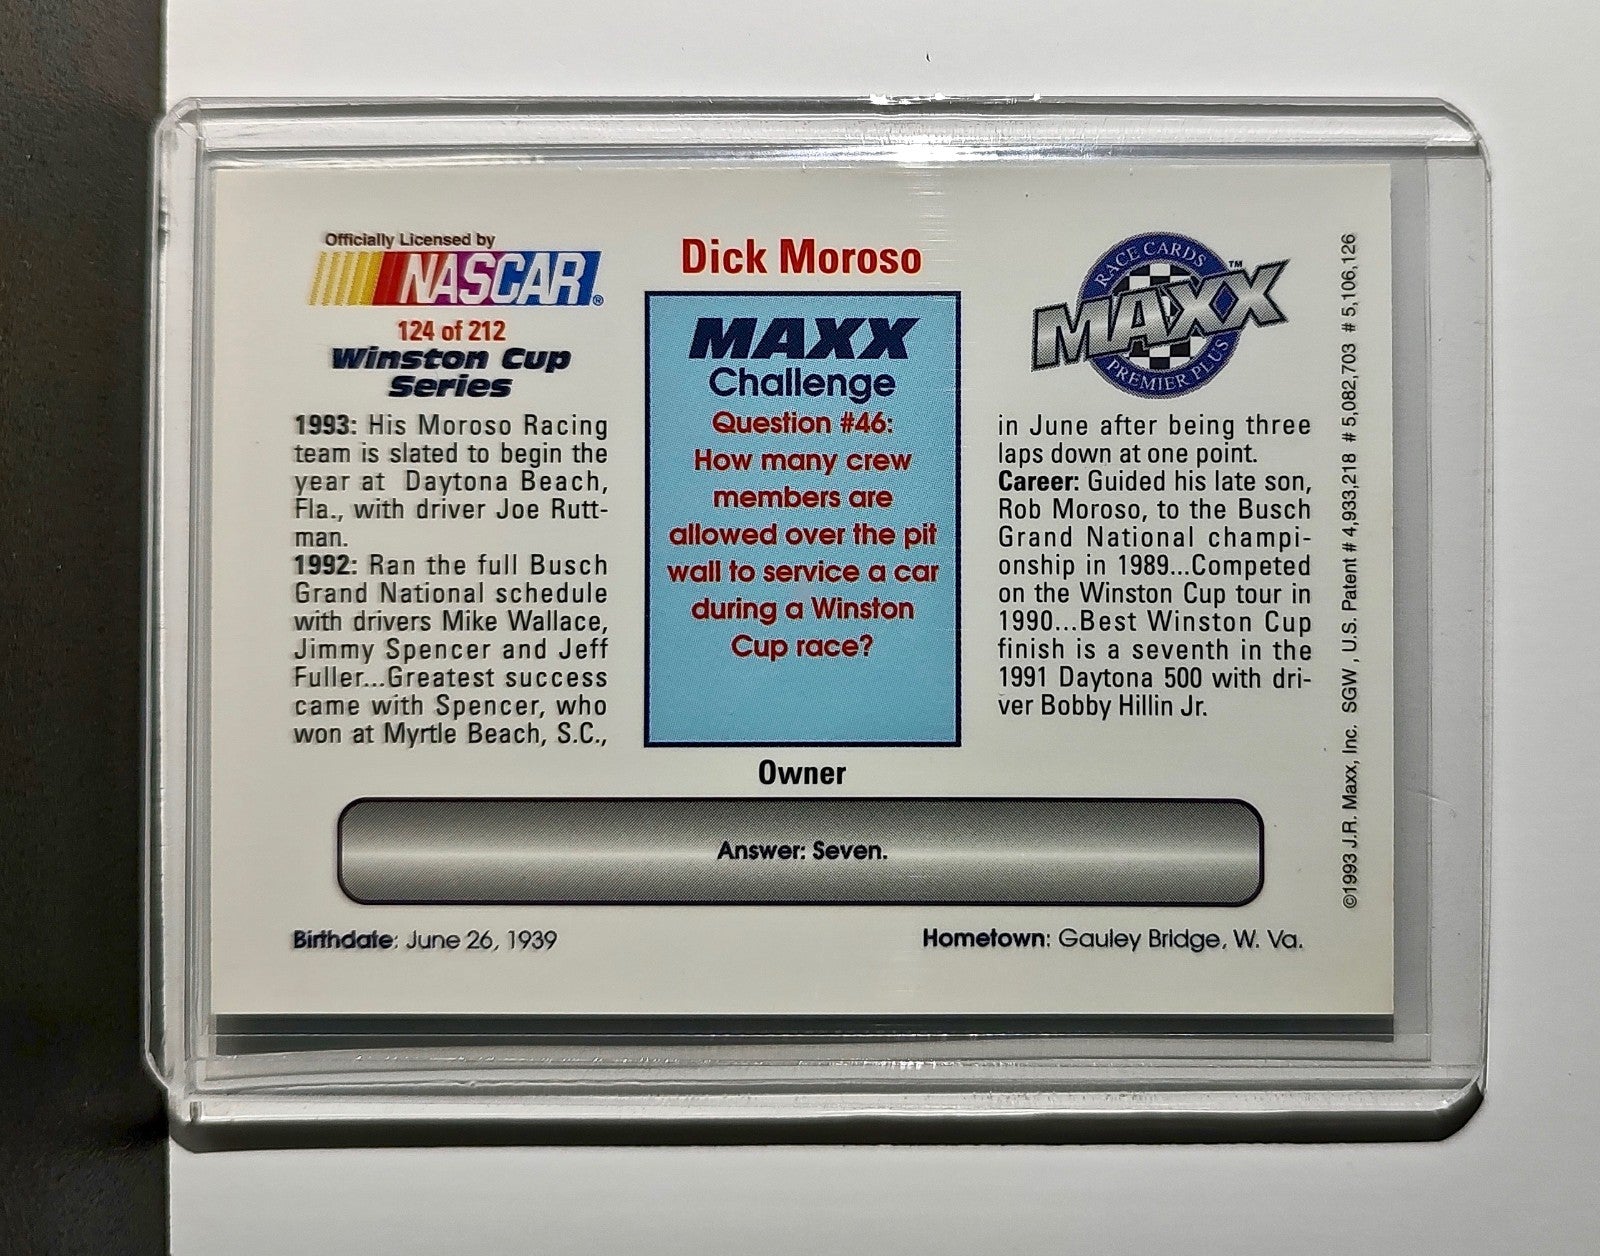 Officially Licensed by
NASCAR®
124 of 212
Winston Cup
Series
1993: His Moroso Racing
team is slated to begin the
year at Daytona Beach,
Fla., with driver Joe Rutt-
man.
1992: Ran the full Busch
Grand National schedule
with drivers Mike Wallace,
Jimmy Spencer and Jeff
Fuller...Greatest success
came with Spencer, who
won at Myrtle Beach, S.C.,
Dick Moroso
MAXX
Challenge
Question #46:
How many crew
members are
allowed over the pit
wall to service a car
during a Winston
Cup race?
RACE CARDS
MAXX™
PREMIER PLUS
in June after being three
laps down at one point.
Career: Guided his late son,
Rob Moroso, to the Busch
Grand National champi-
onship in 1989...Competed
on the Winston Cup tour in
1990...Best Winston Cup
finish is a seventh in the
1991 Daytona 500 with dri-
ver Bobby Hillin Jr.
Owner
Answer: Seven.
Birthdate: June 26, 1939
Hometown: Gauley Bridge, W. Va.
©1993 J.R. Maxx, Inc. SGW, U.S. Patent # 4,933,218 # 5,082,703 # 5,106,126